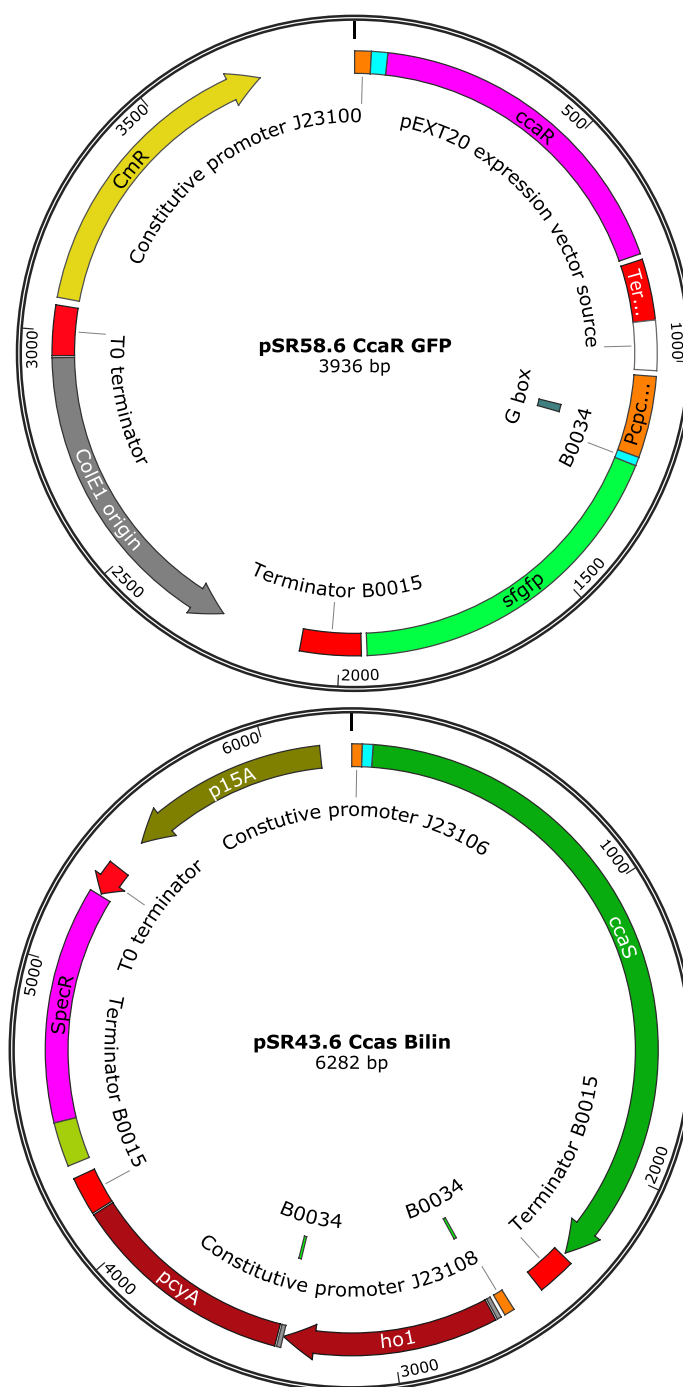 3500
500
CmR
Constitutive promoter J23100
ccaR
pEXT20 expression vector source
Ter...
pSR58.6 CcaR GFP
3936 bp
1000
3000
T0 terminator
G box
B0034
Pcpc...
ColE1 origin
2500
Terminator B0015
sfgfp
1500
2000
6000
p15A
Constutive promoter J23106
1000
T0 terminator
ccaS
5000
SpecR
Terminator B0015
pSR43.6 Ccas Bilin
6282 bp
Terminator B0015
2000
B0034
B0034
Constitutive promoter J23108
4000
pcyA
ho1
3000